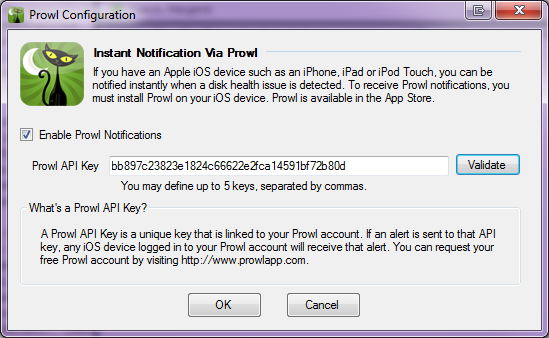 Prowl Configuration
Instant Notification Via Prowl
If you have an Apple iOS device such as an iPhone, iPad or iPod Touch, you can be
notified instantly when a disk health issue is detected. To receive Prowl notifications, you
must install Prowl on your iOS device. Prowl is available in the App Store.
Enable Prowl Notifications
Prowl API Key bb897c23823e1824c66622e2fca14591bf72b80d Validate
You may define up to 5 keys, separated by commas.
What's a Prowl API Key?
A Prowl API Key is a unique key that is linked to your Prowl account. If an alert is sent to that API
key, any iOS device logged in to your Prowl account will receive that alert. You can request your
free Prowl account by visiting http://www.prowlapp.com.
OK Cancel